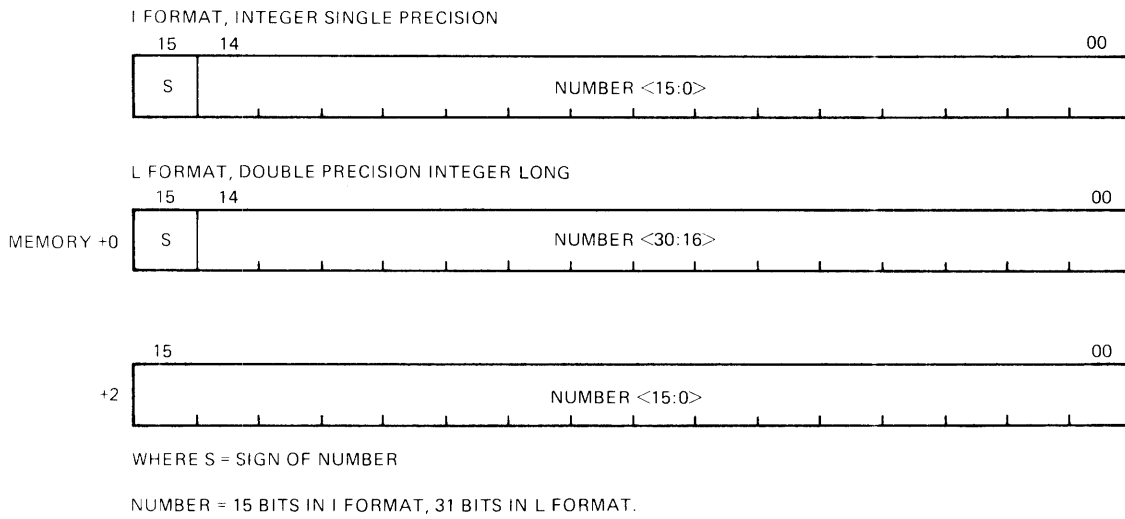 I FORMAT, INTEGER SINGLE PRECISION
15 14 00
S NUMBER <15:0>
L FORMAT, DOUBLE PRECISION INTEGER LONG
15 14 00
MEMORY +0 S NUMBER <30:16>
15 00
+2 NUMBER <15:0>
WHERE S = SIGN OF NUMBER
NUMBER = 15 BITS IN I FORMAT, 31 BITS IN L FORMAT.